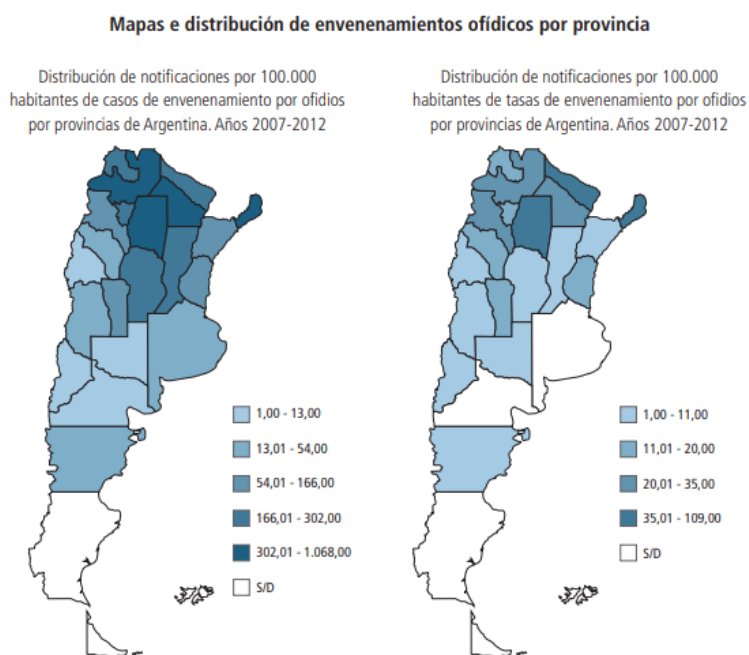 Mapas e distribución de envenenamientos ofídicos por provincia
Distribución de notificaciones por 100.000
habitantes de casos de envenenamiento por ofidios
por provincias de Argentina. Años 2007-2012
1,00 - 13,00
13,01 - 54,00
54,01 - 166,00
166,01 - 302,00
302,01 - 1.068,00
S/D
Distribución de notificaciones por 100.000
habitantes de tasas de envenenamiento por ofidios
por provincias de Argentina. Años 2007-2012
1,00 - 11,00
11,01 - 20,00
20,01 - 35,00
35,01 - 109,00
S/D